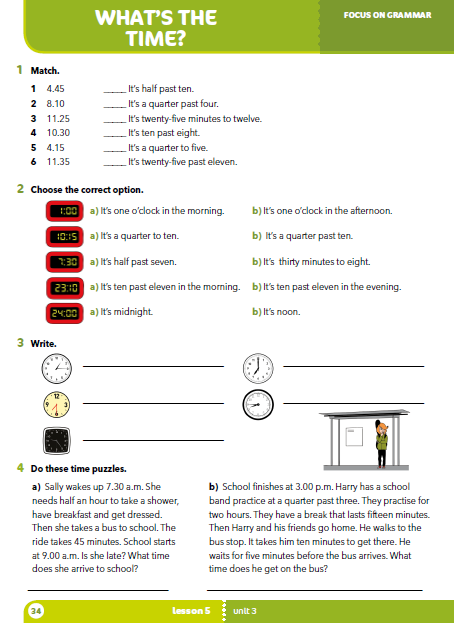 WHAT'S THE
TIME?
FOCUS ON GRAMMAR
1 Match.
1 4.45 _____ It's half past ten.
2 8.10 _____ It's a quarter past four.
3 11.25 _____ It's twenty-five minutes to twelve.
4 10.30 _____ It's ten past eight.
5 4.15 _____ It's a quarter to five.
6 11.35 _____ It's twenty-five past eleven.
2 Choose the correct option.
1:00 a) It's one o'clock in the morning. b) It's one o'clock in the afternoon.
10:15 a) It's a quarter to ten. b) It's a quarter past ten.
7:30 a) It's half past seven. b) It's thirty minutes to eight.
23:10 a) It's ten past eleven in the morning. b) It's ten past eleven in the evening.
24:00 a) It's midnight. b) It's noon.
3 Write.
12
9 3
6
4 Do these time puzzles.
a) Sally wakes up 7.30 a.m. She
needs half an hour to take a shower,
have breakfast and get dressed.
Then she takes a bus to school. The
ride takes 45 minutes. School starts
at 9.00 a.m. Is she late? What time
does she arrive to school?
b) School finishes at 3.00 p.m. Harry has a school
band practice at a quarter past three. They practise for
two hours. They have a break that lasts fifteen minutes.
Then Harry and his friends go home. He walks to the
bus stop. It takes him ten minutes to get there. He
waits for five minutes before the bus arrives. What
time does he get on the bus?
34 lesson 5 unit 3